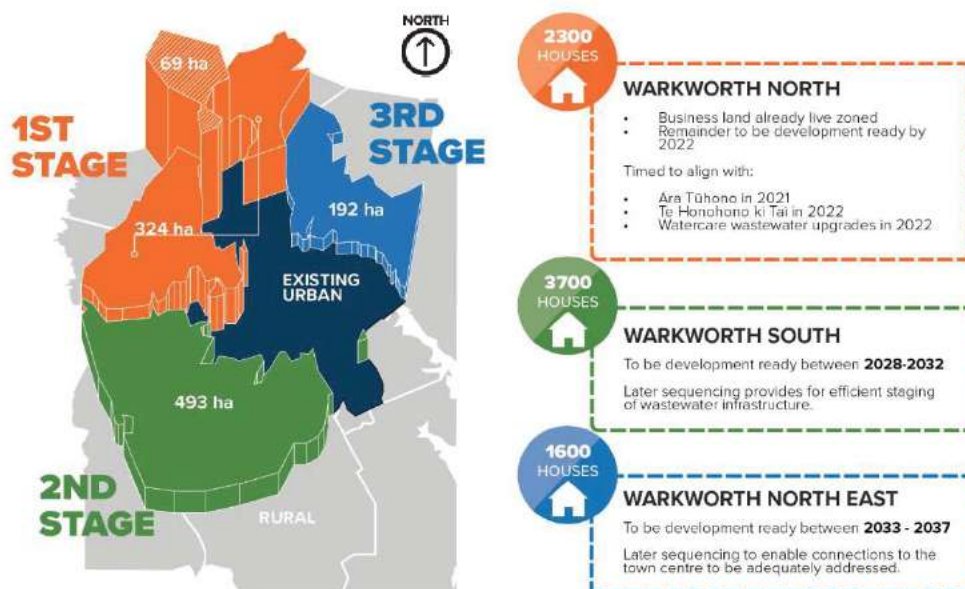 NORTH
69 ha
1ST
STAGE
3RD
STAGE
192 ha
324 ha
EXISTING
URBAN
493 ha
2ND
STAGE
RURAL
2300
HOUSES
WARKWORTH NORTH
• Business land already live zoned
• Remainder to be development ready by
2022
Timed to align with:
• Ara Tūhono in 2021
• Te Honohono ki Tai in 2022
• Watercare wastewater upgrades in 2022
3700
HOUSES
WARKWORTH SOUTH
To be development ready between 2028-2032
Later sequencing provides for efficient staging
of wastewater infrastructure.
1600
HOUSES
WARKWORTH NORTH EAST
To be development ready between 2033 - 2037
Later sequencing to enable connections to the
town centre to be adequately addressed.